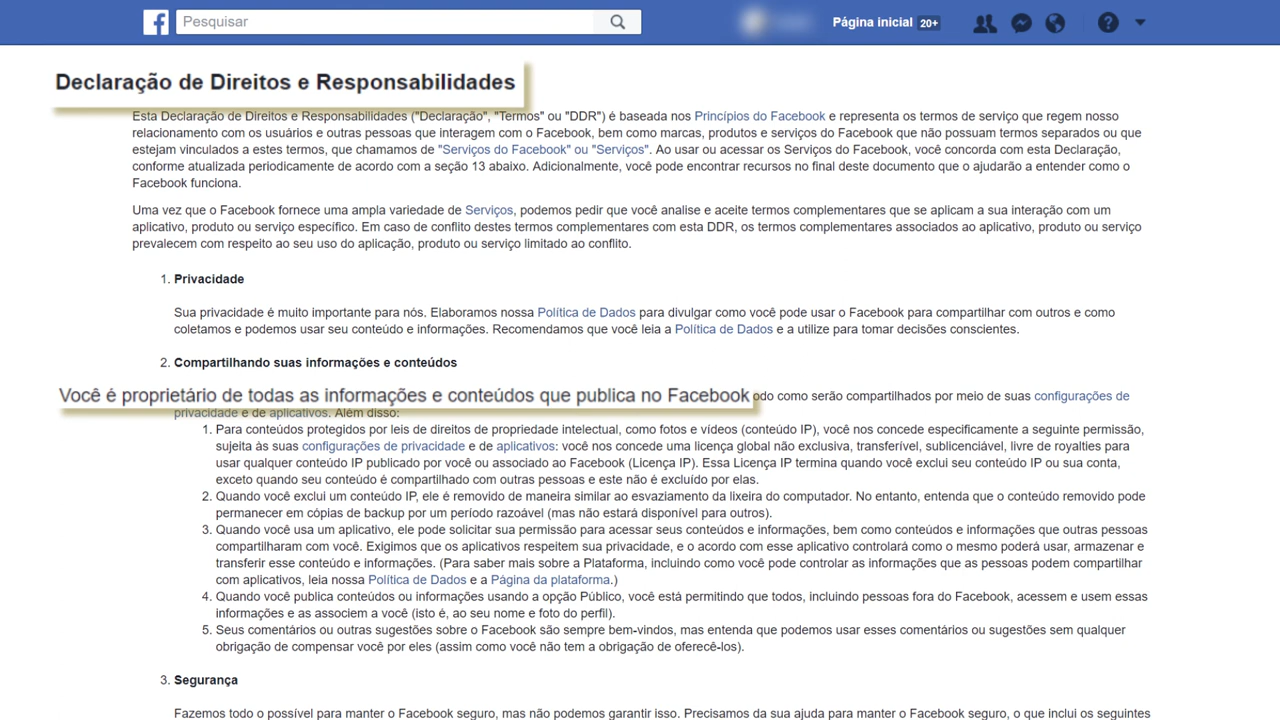 f
Pesquisar
Página inicial 20+
?
Declaração de Direitos e Responsabilidades
Esta Declaração de Direitos e Responsabilidades ("Declaração", "Termos" ou "DDR") é baseada nos Princípios do Facebook e representa os termos de serviço que regem nosso
relacionamento com os usuários e outras pessoas que interagem com o Facebook, bem como marcas, produtos e serviços do Facebook que não possuam termos separados ou que
estejam vinculados a estes termos, que chamamos de "Serviços do Facebook" ou "Serviços". Ao usar ou acessar os Serviços do Facebook, você concorda com esta Declaração,
conforme atualizada periodicamente de acordo com a seção 13 abaixo. Adicionalmente, você pode encontrar recursos no final deste documento que o ajudarão a entender como o
Facebook funciona.
Uma vez que o Facebook fornece uma ampla variedade de Serviços, podemos pedir que você analise e aceite termos complementares que se aplicam a sua interação com um
aplicativo, produto ou serviço específico. Em caso de conflito destes termos complementares com esta DDR, os termos complementares associados ao aplicativo, produto ou serviço
prevalecem com respeito ao seu uso do aplicação, produto ou serviço limitado ao conflito.
1. Privacidade
Sua privacidade é muito importante para nós. Elaboramos nossa Política de Dados para divulgar como você pode usar o Facebook para compartilhar com outros e como
coletamos e podemos usar seu conteúdo e informações. Recomendamos que você leia a Política de Dados e a utilize para tomar decisões conscientes.
2. Compartilhando suas informações e conteúdos
Você é proprietário de todas as informações e conteúdos que publica no Facebook odo como serão compartilhados por meio de suas configurações de
privacidade e de aplicativos. Além disso:
1. Para conteúdos protegidos por leis de direitos de propriedade intelectual, como fotos e vídeos (conteúdo IP), você nos concede especificamente a seguinte permissão,
sujeita às suas configurações de privacidade e de aplicativos: você nos concede uma licença global não exclusiva, transferível, sublicenciável, livre de royalties para
usar qualquer conteúdo IP publicado por você ou associado ao Facebook (Licença IP). Essa Licença IP termina quando você exclui seu conteúdo IP ou sua conta,
exceto quando seu conteúdo é compartilhado com outras pessoas e este não é excluído por elas.
2. Quando você exclui um conteúdo IP, ele é removido de maneira similar ao esvaziamento da lixeira do computador. No entanto, entenda que o conteúdo removido pode
permanecer em cópias de backup por um período razoável (mas não estará disponível para outros).
3. Quando você usa um aplicativo, ele pode solicitar sua permissão para acessar seus conteúdos e informações, bem como conteúdos e informações que outras pessoas
compartilharam com você. Exigimos que os aplicativos respeitem sua privacidade, e o acordo com esse aplicativo controlará como o mesmo poderá usar, armazenar e
transferir esse conteúdo e informações. (Para saber mais sobre a Plataforma, incluindo como você pode controlar as informações que as pessoas podem compartilhar
com aplicativos, leia nossa Política de Dados e a Página da plataforma.)
4. Quando você publica conteúdos ou informações usando a opção Público, você está permitindo que todos, incluindo pessoas fora do Facebook, acessem e usem essas
informações e as associem a você (isto é, ao seu nome e foto do perfil).
5. Seus comentários ou outras sugestões sobre o Facebook são sempre bem-vindos, mas entenda que podemos usar esses comentários ou sugestões sem qualquer
obrigação de compensar você por eles (assim como você não tem a obrigação de oferecê-los).
3. Segurança
Fazemos todo o possível para manter o Facebook seguro, mas não podemos garantir isso. Precisamos da sua ajuda para manter o Facebook seguro, o que inclui os seguintes